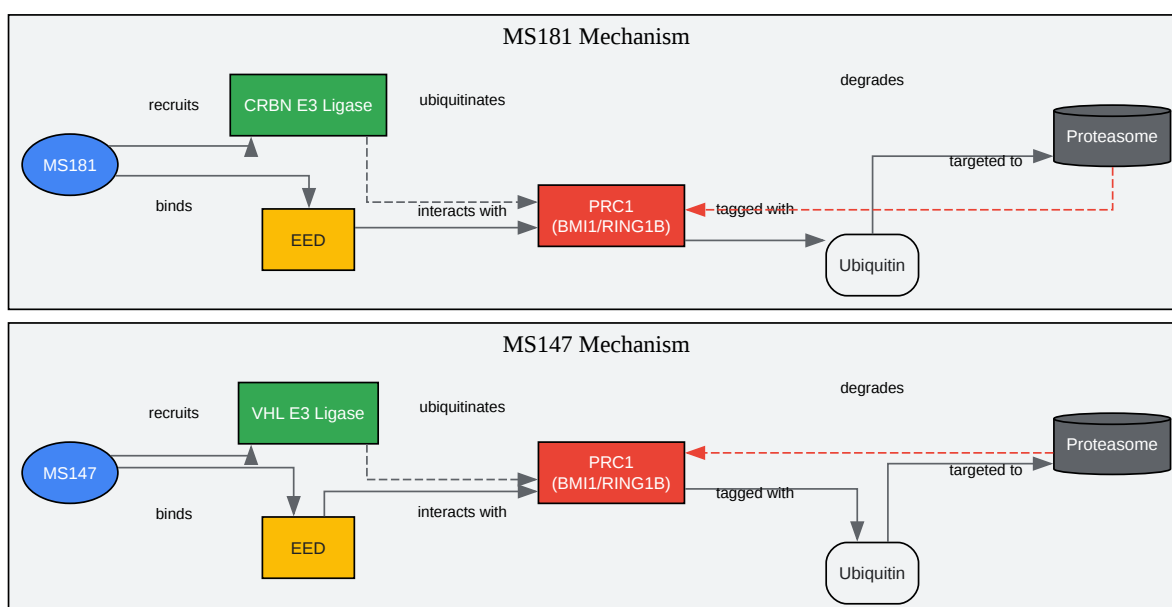 MS181 Mechanism
degrades
recruits
CRBN E3 Ligase
ubiquitinates
Proteasome
MS181
targeted to
binds
interacts with
PRC1
(BMI1/RING1B)
tagged with
EED
Ubiquitin
MS147 Mechanism
degrades
recruits
VHL E3 Ligase
ubiquitinates
Proteasome
MS147
PRC1
(BMI1/RING1B)
targeted to
tagged with
binds
interacts with
EED
Ubiquitin